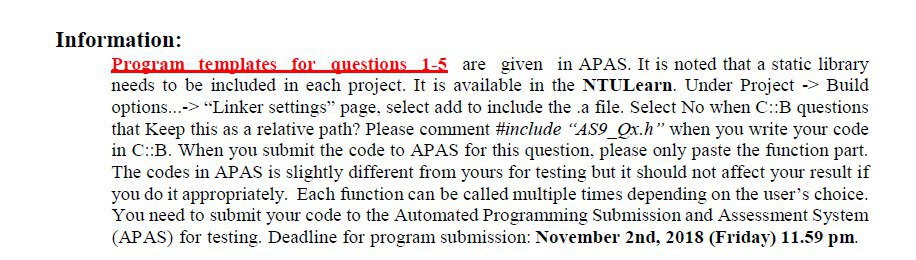 Information:
Program templates for questions 1-5 are given in APAS. It is noted that a static library
needs to be included in each project. It is available in the NTULearn. Under Project -> Build
options...-> “Linker settings” page, select add to include the .a file. Select No when C::B questions
that Keep this as a relative path? Please comment #include “AS9_Qx.h” when you write your code
in C::B. When you submit the code to APAS for this question, please only paste the function part.
The codes in APAS is slightly different from yours for testing but it should not affect your result if
you do it appropriately. Each function can be called multiple times depending on the user’s choice.
You need to submit your code to the Automated Programming Submission and Assessment System
(APAS) for testing. Deadline for program submission: November 2nd, 2018 (Friday) 11.59 pm.